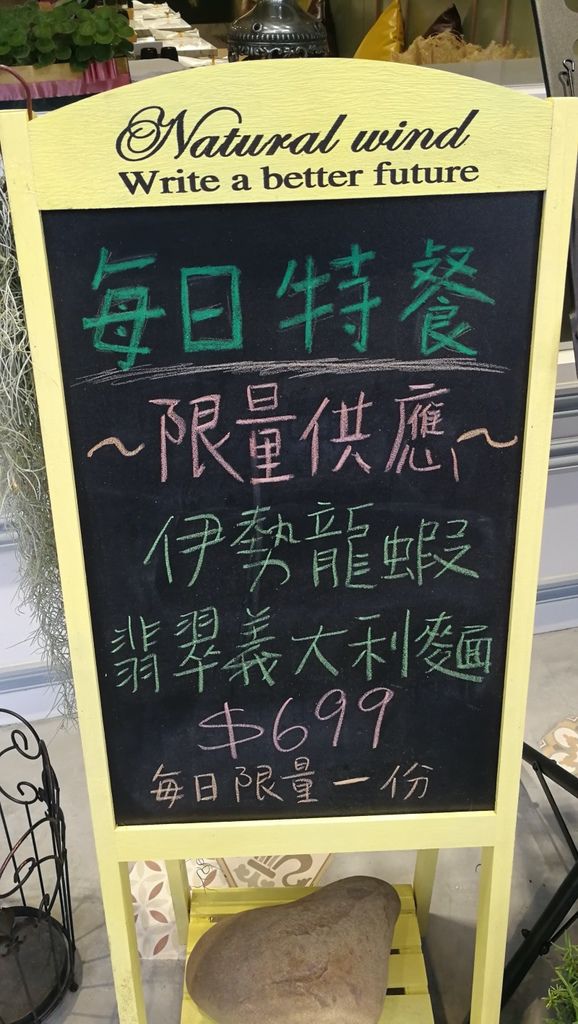 Natural wind
Write a better future
每日特餐
~限量供應~
伊勢龍蝦
翡翠義大利麵
$699
每日限量一份